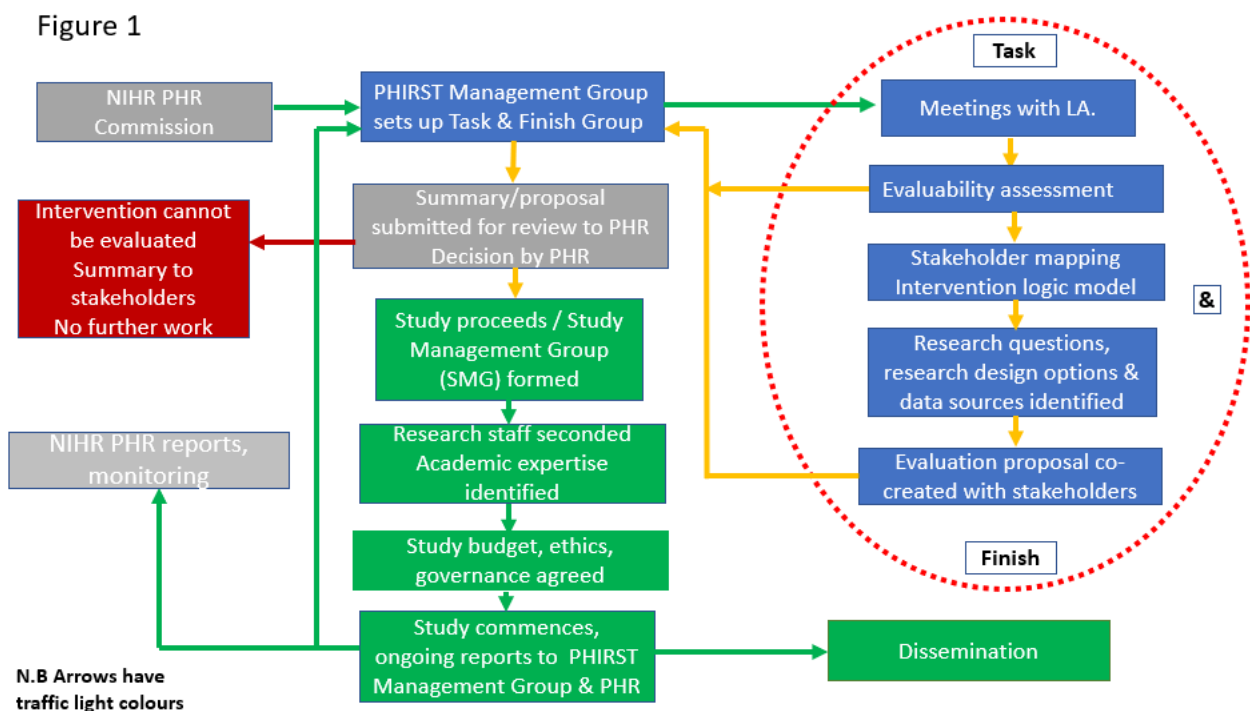 Figure 1
NIHR PHR
Commission
PHIRST Management Group
sets up Task & Finish Group
Task
Meetings with LA.
Evaluability assessment
Stakeholder mapping
Intervention logic model
&
Research questions,
research design options &
data sources identified
Evaluation proposal co-
created with stakeholders
Finish
Summary/proposal
submitted for review to PHR
Decision by PHR
Intervention cannot
be evaluated
Summary to
stakeholders
No further work
Study proceeds / Study
Management Group
(SMG) formed
Research staff seconded
Academic expertise
identified
NIHR PHR reports,
monitoring
Study budget, ethics,
governance agreed
Study commences,
ongoing reports to PHIRST
Management Group & PHR
Dissemination
N.B Arrows have
traffic light colours